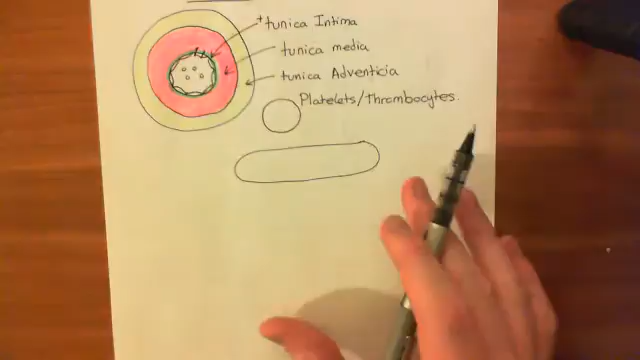 tunica Intima
tunica media
tunica Adventicia
Platelets/Thrombocytes.